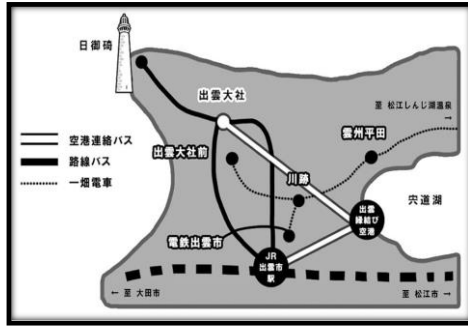 日御碕
出雲大社
至 松江しんじ湖温泉
→
雲州平田
空港連絡バス
路線バス
一畑電車
出雲大社前
川跡
宍道湖
出雲
縁結び
空港
電鉄出雲市
JR
出雲市
駅
← 至 大田市
至 松江市 →